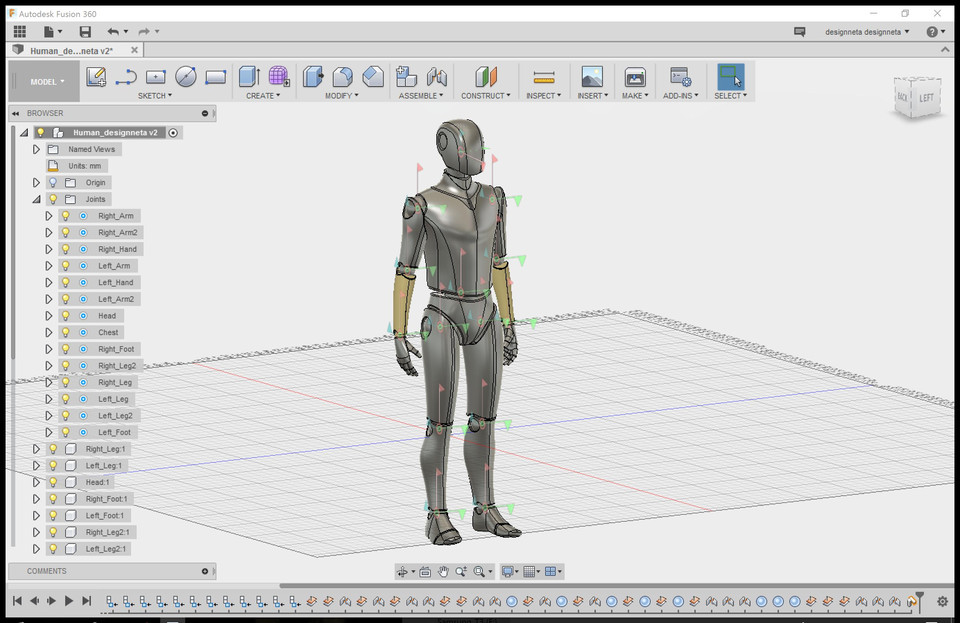 Autodesk Fusion 360
designneta designneta
Human_de...neta v2*
MODEL
SKETCH
CREATE
MODIFY
ASSEMBLE
CONSTRUCT
INSPECT
INSERT
MAKE
ADD-INS
SELECT
BACK
LEFT
BROWSER
Human_designneta v2
Named Views
Units: mm
Origin
Joints
Right_Arm
Right_Arm2
Right_Hand
Left_Arm
Left_Hand
Left_Arm2
Head
Chest
Right_Foot
Right_Leg2
Right_Leg
Left_Leg
Left_Leg2
Left_Foot
Right_Leg:1
Left_Leg:1
Head:1
Right_Foot:1
Left_Foot:1
Right_Leg2:1
Left_Leg2:1
COMMENTS